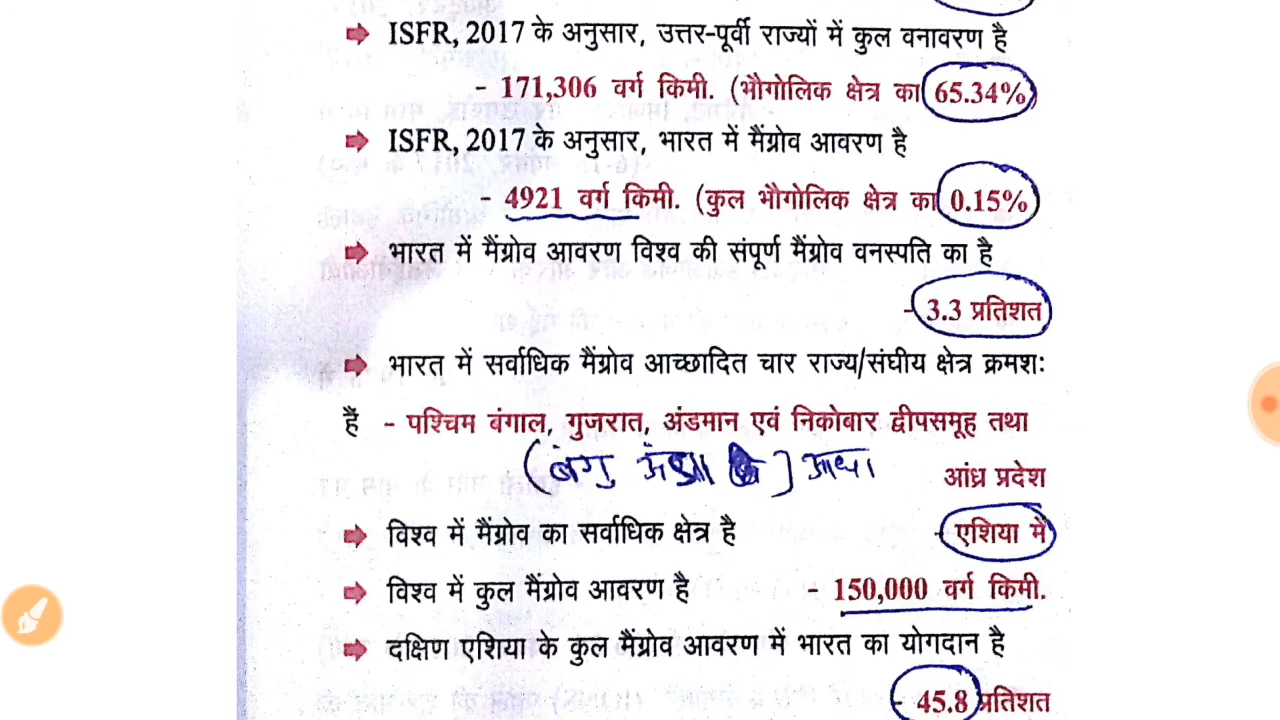 ➡ ISFR, 2017 के अनुसार, उत्तर-पूर्वी राज्यों में कुल वनावरण है
- 171,306 वर्ग किमी. (भौगोलिक क्षेत्र का 65.34%)
➡ ISFR, 2017 के अनुसार, भारत में मैंग्रोव आवरण है
- 4921 वर्ग किमी. (कुल भौगोलिक क्षेत्र का 0.15%
➡ भारत में मैंग्रोव आवरण विश्व की संपूर्ण मैंग्रोव वनस्पति का है
- 3.3 प्रतिशत
➡ भारत में सर्वाधिक मैंग्रोव आच्छादित चार राज्य/संघीय क्षेत्र क्रमशः
हैं - पश्चिम बंगाल, गुजरात, अंडमान एवं निकोबार द्वीपसमूह तथा
(बंगु
आंध्र प्रदेश
➡ विश्व में मैंग्रोव का सर्वाधिक क्षेत्र है - एशिया में
➡ विश्व में कुल मैंग्रोव आवरण है - 150,000 वर्ग किमी.
➡ दक्षिण एशिया के कुल मैंग्रोव आवरण में भारत का योगदान है
- 45.8 प्रतिशत